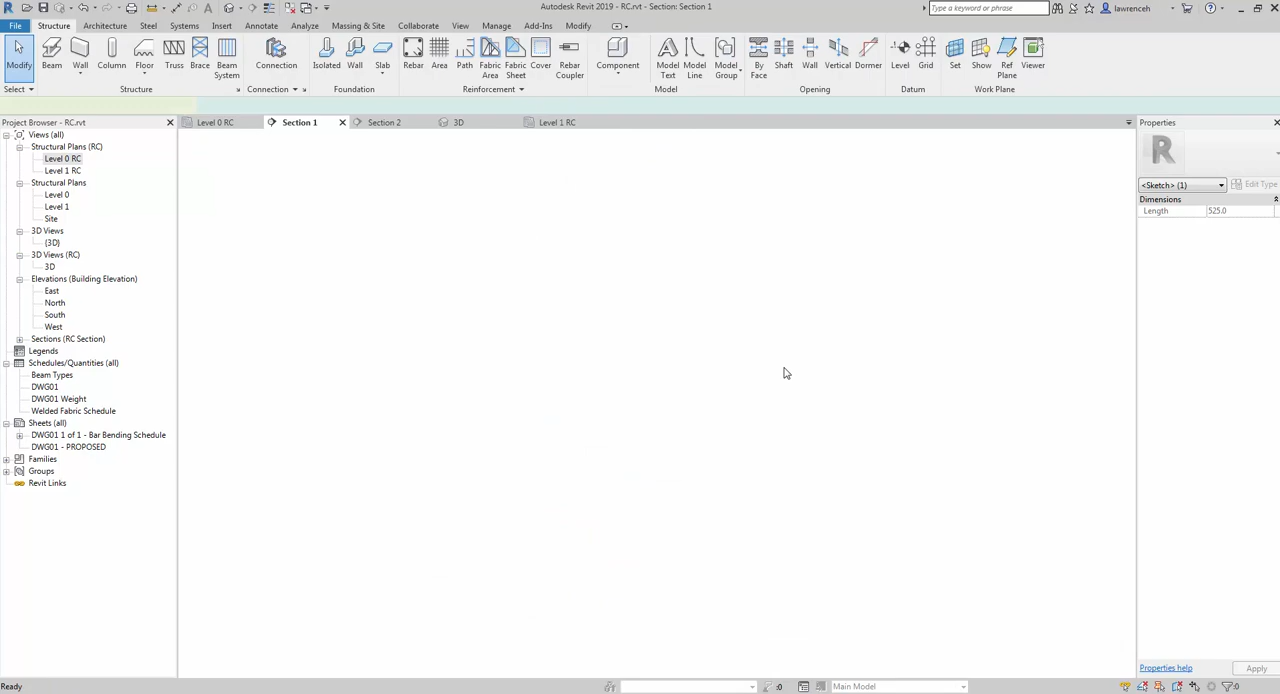 Autodesk Revit 2019 - RC.rvt - Section: Section 1
Type a keyword or phrase
lawrenceh
File Structure Architecture Steel Systems Insert Annotate Analyze Massing & Site Collaborate View Manage Add-Ins Modify
Modify Beam Wall Column Floor Truss Brace Beam System Connection Isolated Wall Slab Rebar Area Path Fabric Area Fabric Sheet Cover Rebar Coupler Component Model Text Model Line Model Group By Face Shaft Wall Vertical Dormer Level Grid Set Show Ref Plane Viewer
Select Structure Connection Foundation Reinforcement Model Opening Datum Work Plane
Project Browser - RC.rvt
Level 0 RC Section 1 Section 2 3D Level 1 RC
Views (all)
Structural Plans (RC)
Level 0 RC
Level 1 RC
Structural Plans
Level 0
Level 1
Site
3D Views
{3D}
3D Views (RC)
3D
Elevations (Building Elevation)
East
North
South
West
Sections (RC Section)
Legends
Schedules/Quantities (all)
Beam Types
DWG01
DWG01 Weight
Welded Fabric Schedule
Sheets (all)
DWG01 1 of 1 - Bar Bending Schedule
DWG01 - PROPOSED
Families
Groups
Revit Links
Properties
R
<Sketch> (1) Edit Type
Dimensions
Length 525.0
Properties help Apply
Ready
:0 Main Model :0